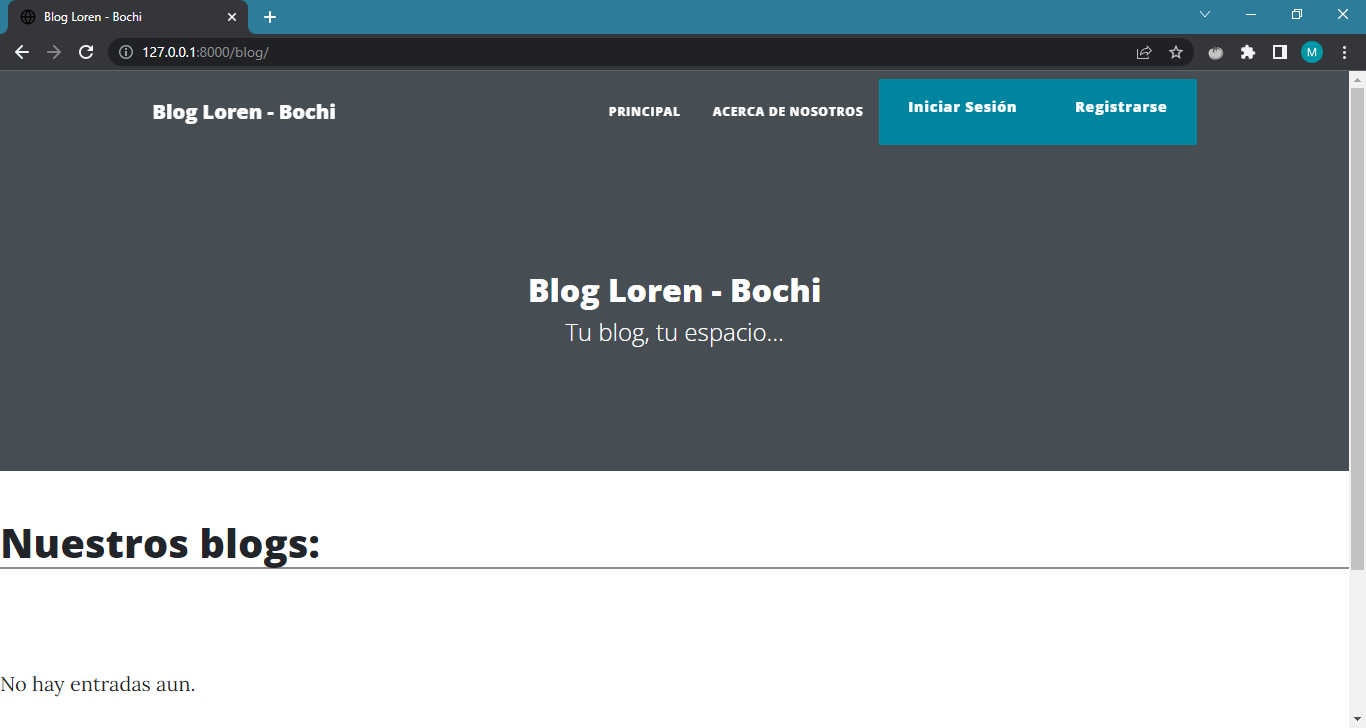 Blog Loren - Bochi
127.0.0.1:8000/blog/
M
Blog Loren - Bochi
PRINCIPAL
ACERCA DE NOSOTROS
Iniciar Sesión
Registrarse
Blog Loren - Bochi
Tu blog, tu espacio...
Nuestros blogs:
No hay entradas aun.